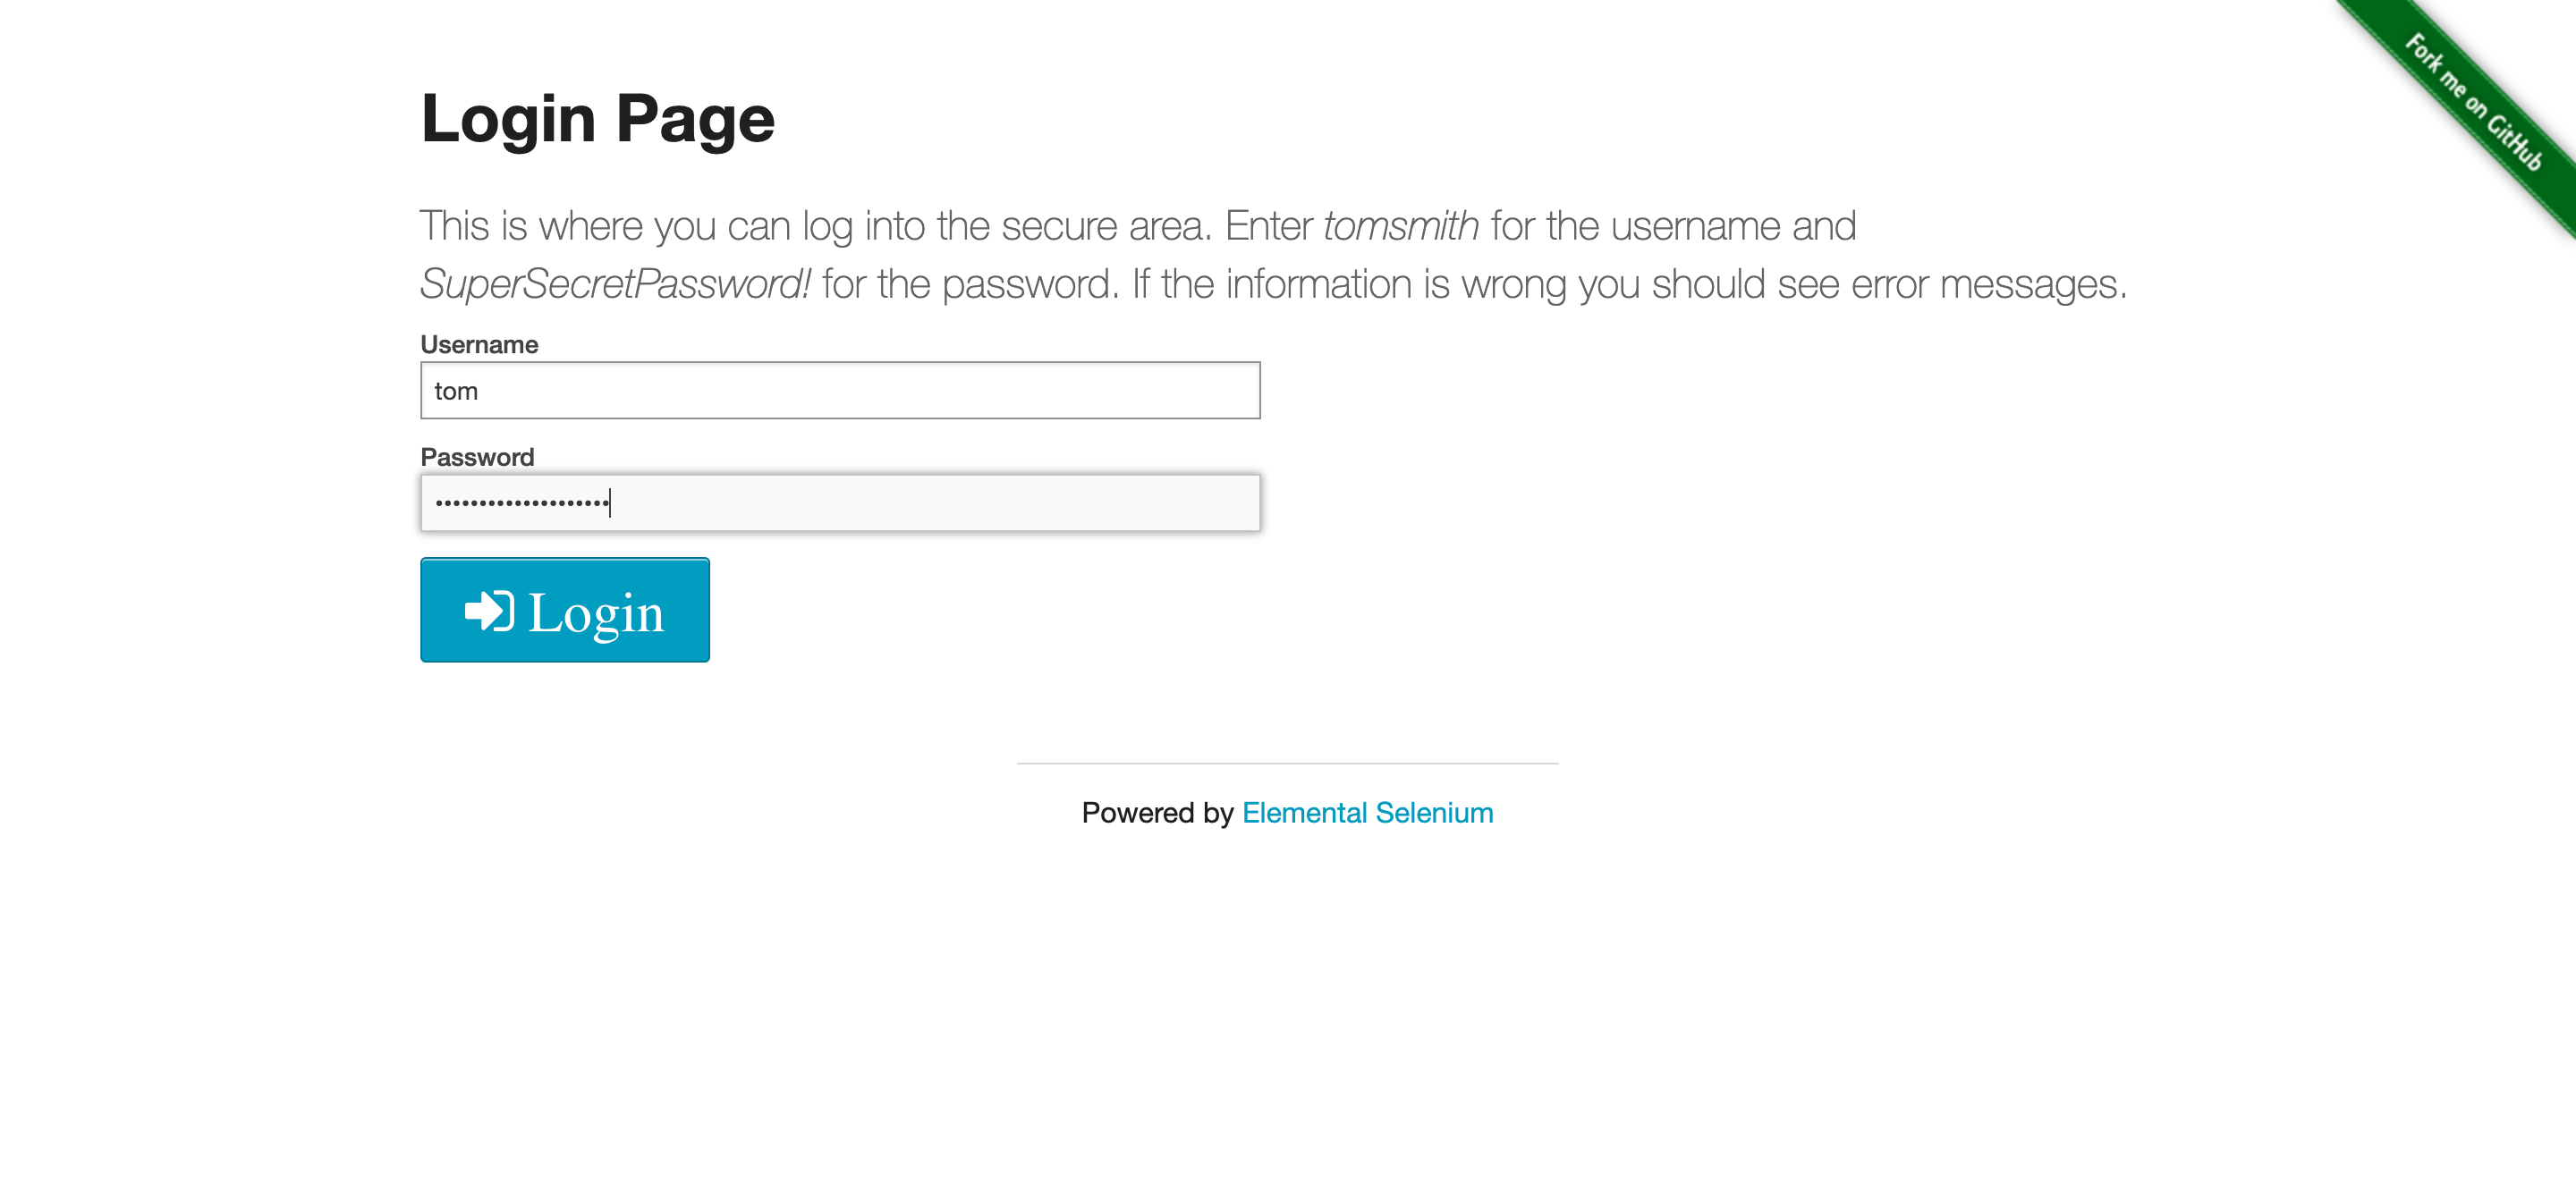 Fork me on GitHub
Login Page
This is where you can log into the secure area. Enter tomsmith for the username and
SuperSecretPassword! for the password. If the information is wrong you should see error messages.
Username
tom
Password
••••••••••••••••••••
Login
Powered by Elemental Selenium